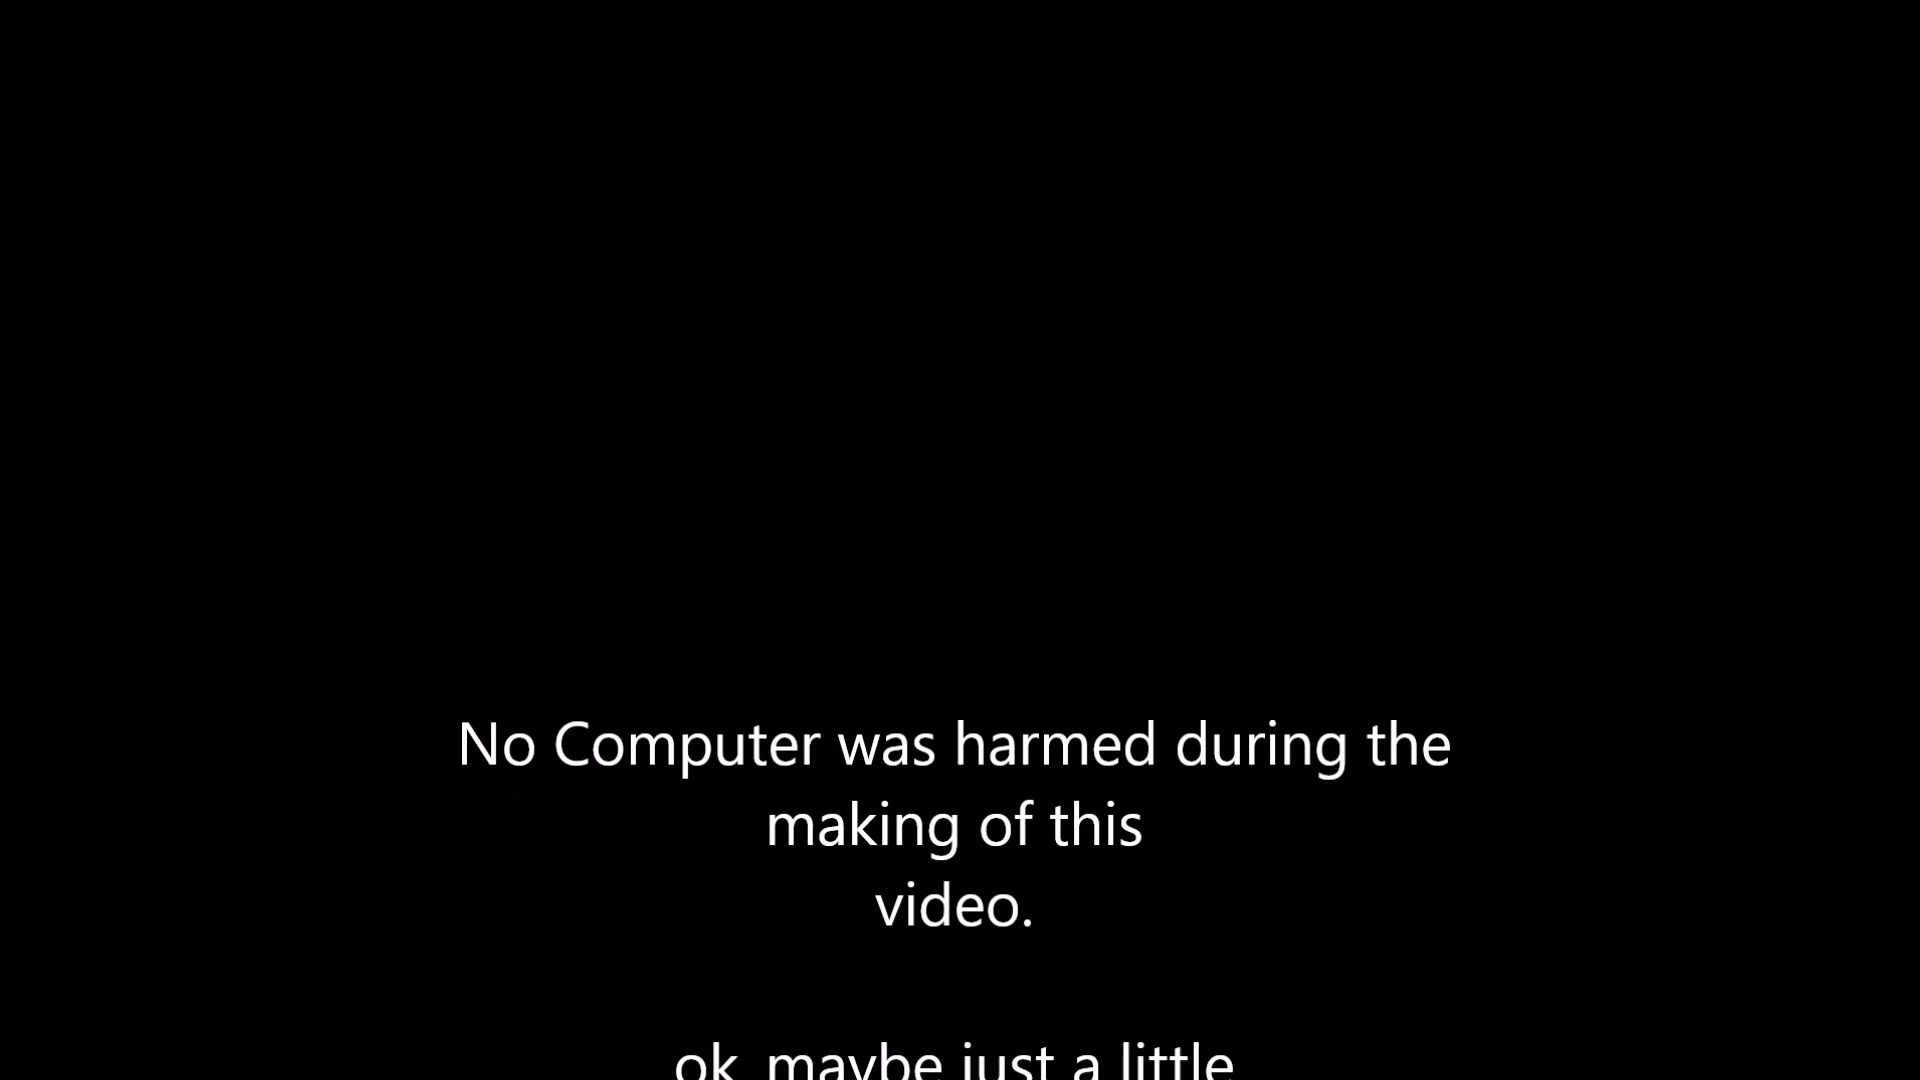 No Computer was harmed during the
making of this
video.
ok maybe just a little